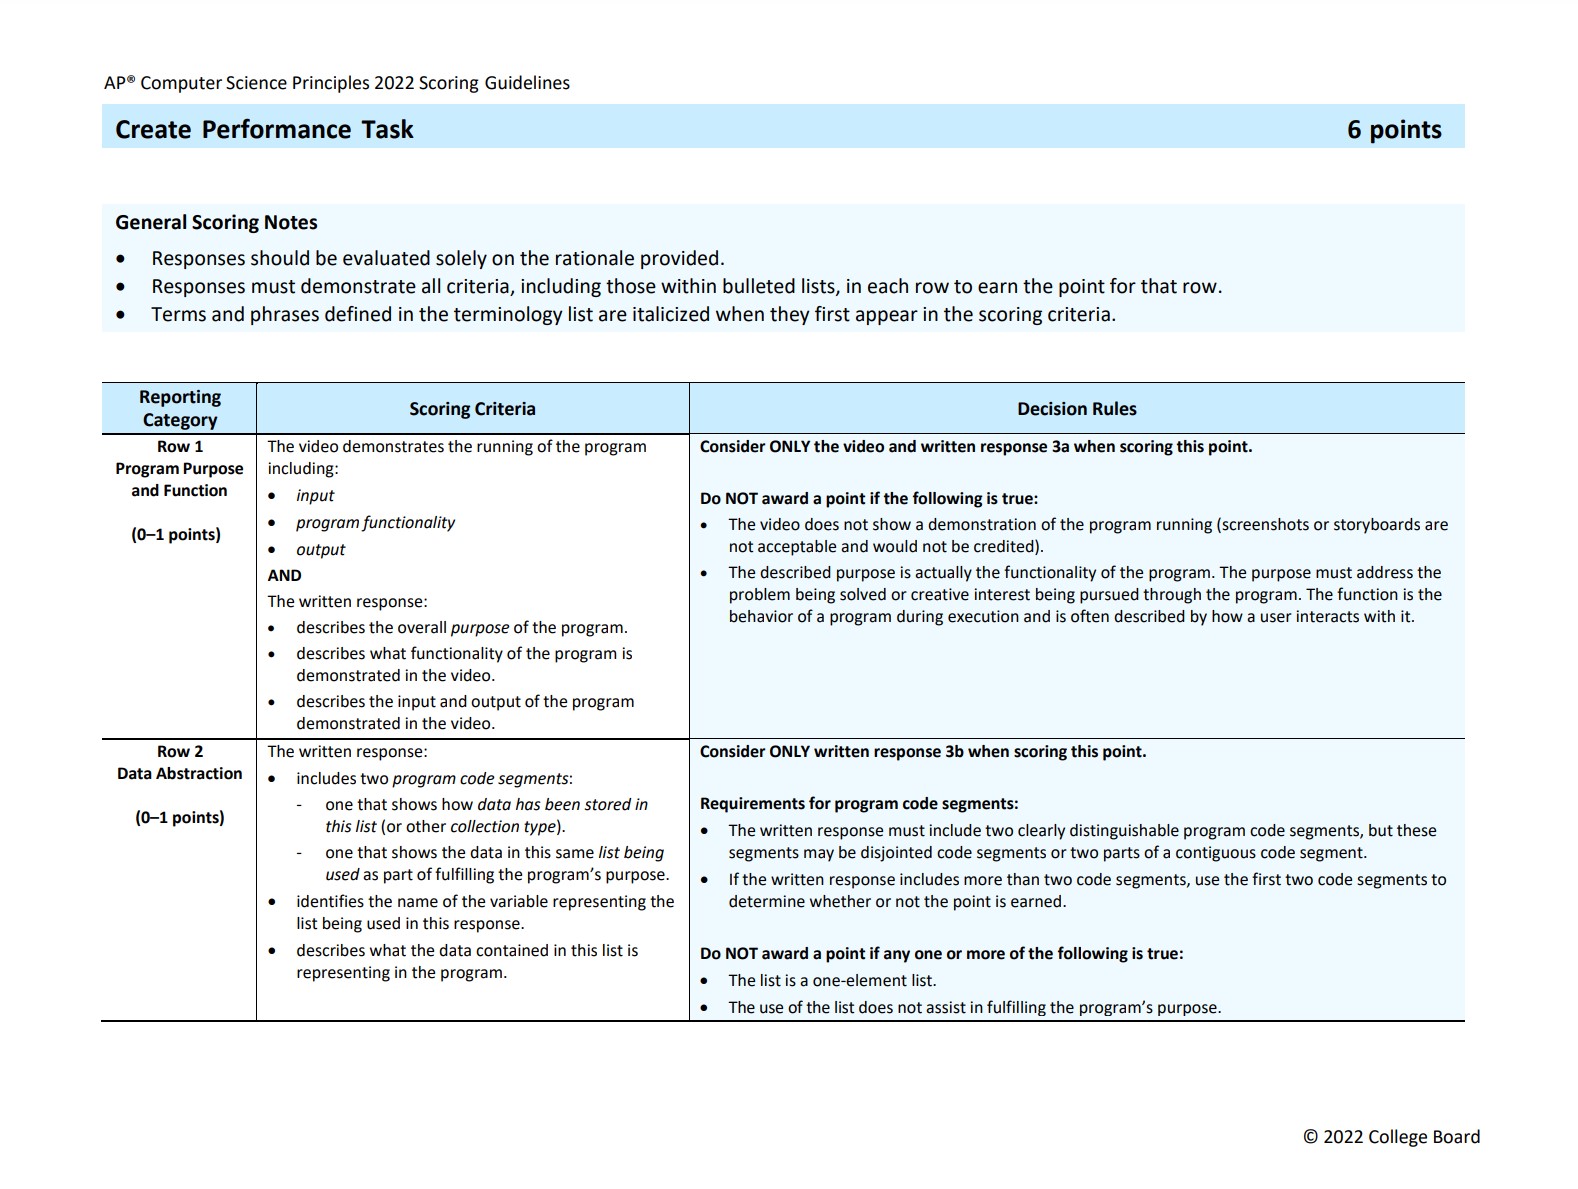 AP® Computer Science Principles 2022 Scoring Guidelines
Create Performance Task 6 points
General Scoring Notes
• Responses should be evaluated solely on the rationale provided.
• Responses must demonstrate all criteria, including those within bulleted lists, in each row to earn the point for that row.
• Terms and phrases defined in the terminology list are italicized when they first appear in the scoring criteria.
Reporting
Category
Scoring Criteria
Decision Rules
Row 1
Program Purpose
and Function
(0–1 points)
The video demonstrates the running of the program
including:
• input
• program functionality
• output
AND
The written response:
• describes the overall purpose of the program.
• describes what functionality of the program is
demonstrated in the video.
• describes the input and output of the program
demonstrated in the video.
Consider ONLY the video and written response 3a when scoring this point.
Do NOT award a point if the following is true:
• The video does not show a demonstration of the program running (screenshots or storyboards are
not acceptable and would not be credited).
• The described purpose is actually the functionality of the program. The purpose must address the
problem being solved or creative interest being pursued through the program. The function is the
behavior of a program during execution and is often described by how a user interacts with it.
Row 2
Data Abstraction
(0–1 points)
The written response:
• includes two program code segments:
- one that shows how data has been stored in
this list (or other collection type).
- one that shows the data in this same list being
used as part of fulfilling the program’s purpose.
• identifies the name of the variable representing the
list being used in this response.
• describes what the data contained in this list is
representing in the program.
Consider ONLY written response 3b when scoring this point.
Requirements for program code segments:
• The written response must include two clearly distinguishable program code segments, but these
segments may be disjointed code segments or two parts of a contiguous code segment.
• If the written response includes more than two code segments, use the first two code segments to
determine whether or not the point is earned.
Do NOT award a point if any one or more of the following is true:
• The list is a one-element list.
• The use of the list does not assist in fulfilling the program’s purpose.
© 2022 College Board